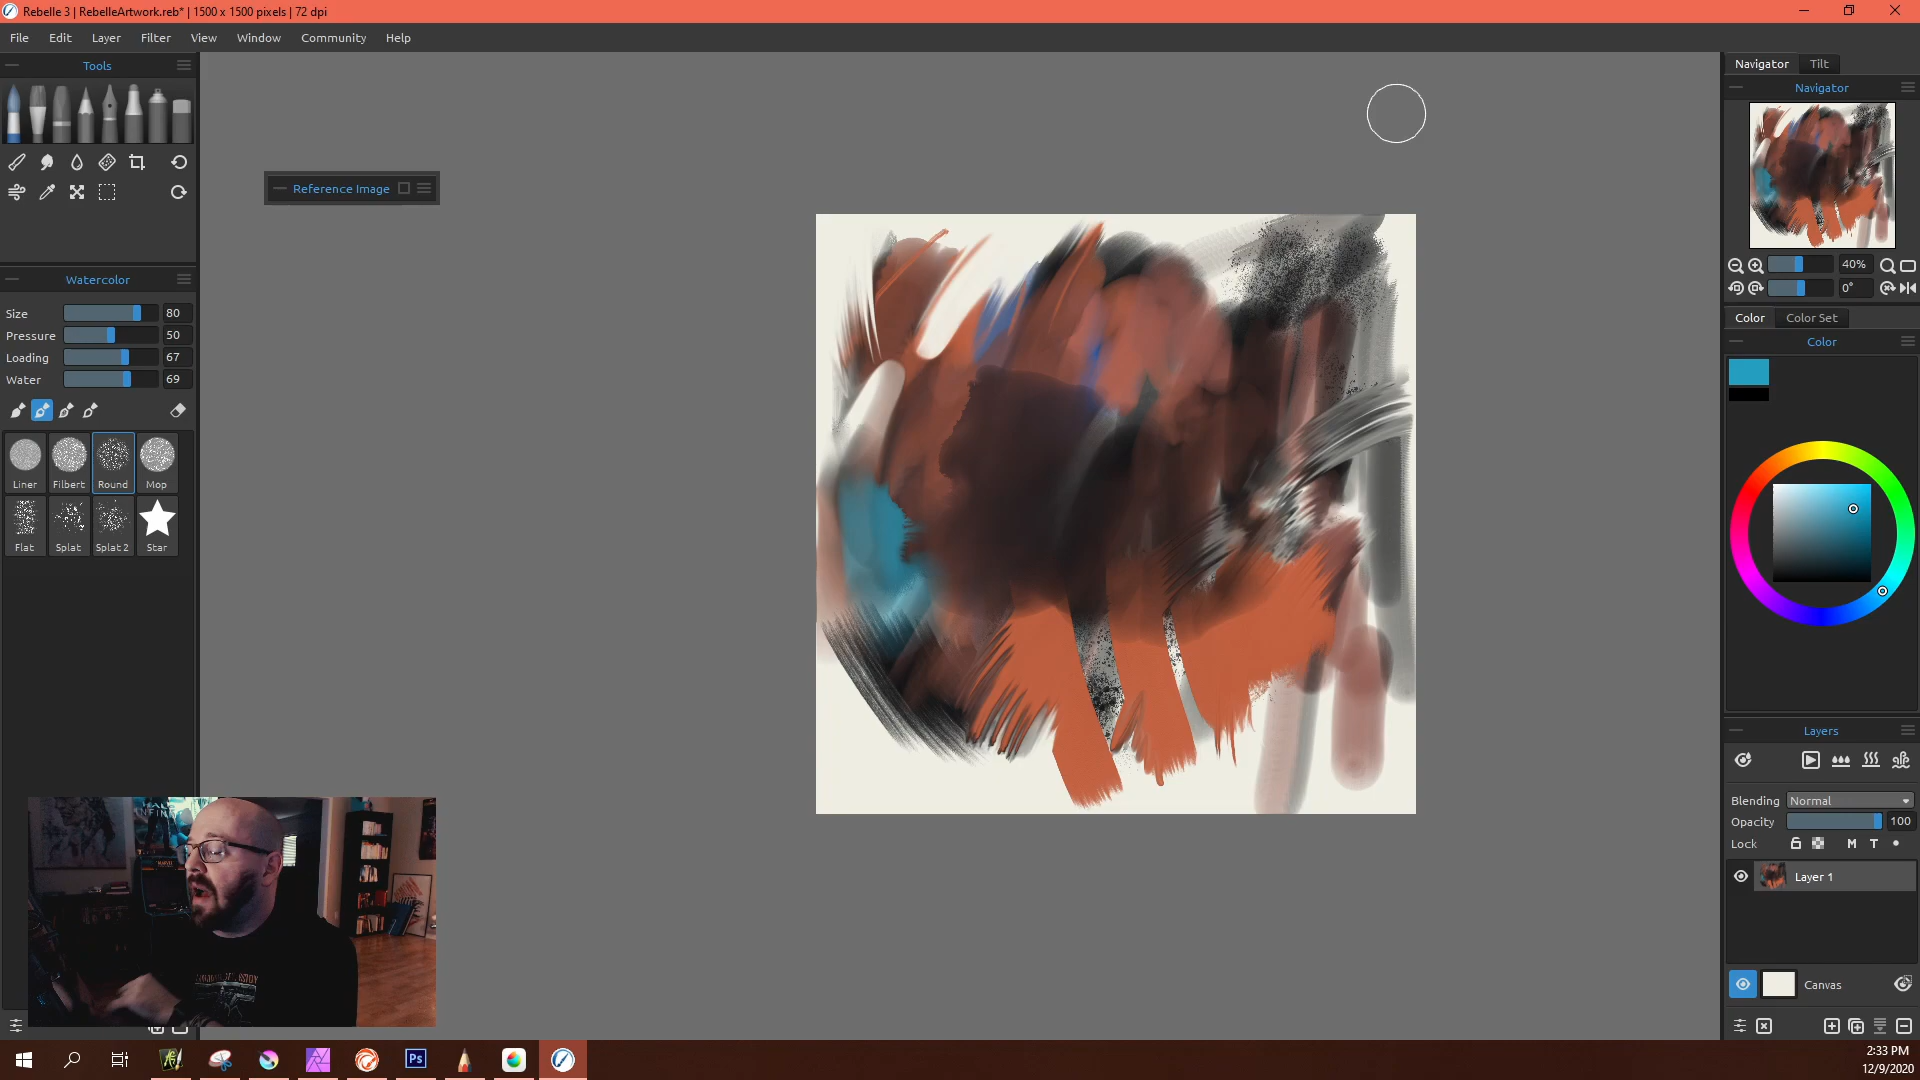 Rebelle 3 | RebelleArtwork.reb* | 1500 x 1500 pixels | 72 dpi
File Edit Layer Filter View Window Community Help
Tools
Reference Image
Watercolor
Size 80
Pressure 50
Loading 67
Water 69
Liner Filbert Round Mop
Flat Splat Splat 2 Star
Navigator Tilt
Navigator
40%
0°
Color Color Set
Color
Layers
Blending Normal
Opacity 100
Lock M T
Layer 1
Canvas
Ps
2:33 PM
12/9/2020